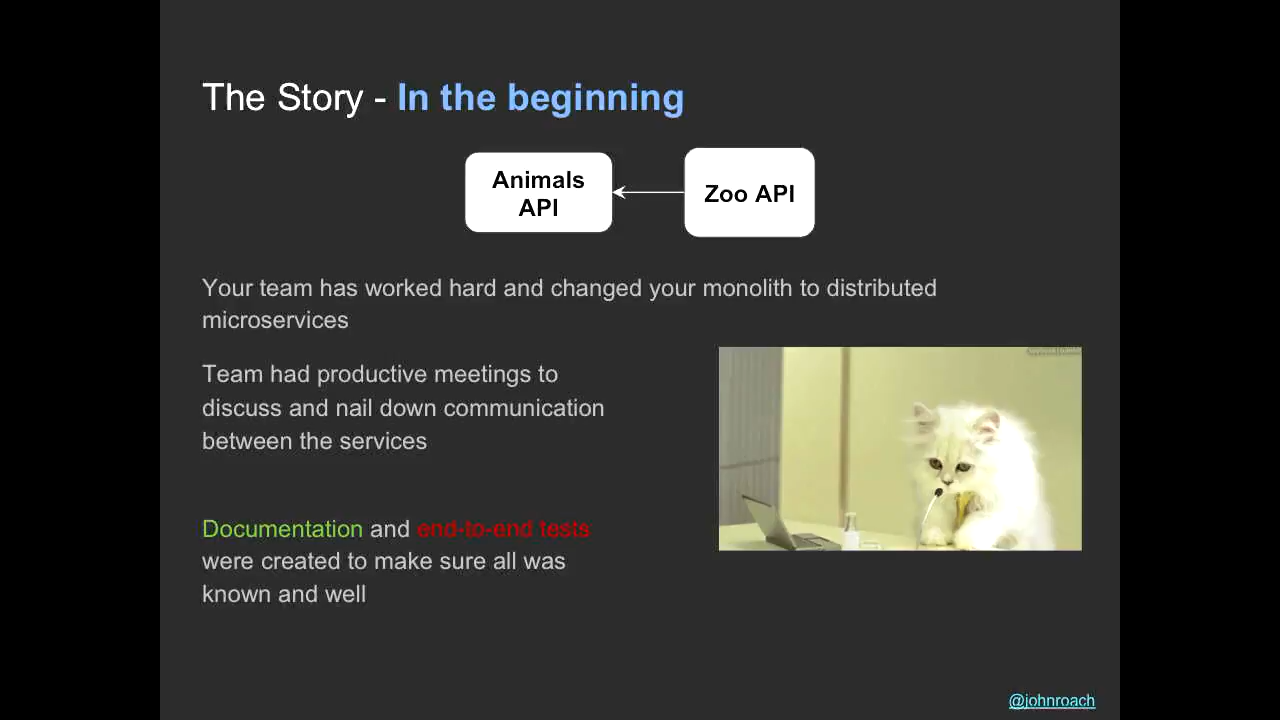 The Story - In the beginning
Animals
API
Zoo API
Your team has worked hard and changed your monolith to distributed
microservices
Team had productive meetings to
discuss and nail down communication
between the services
Documentation and end-to-end tests
were created to make sure all was
known and well
@johnroach